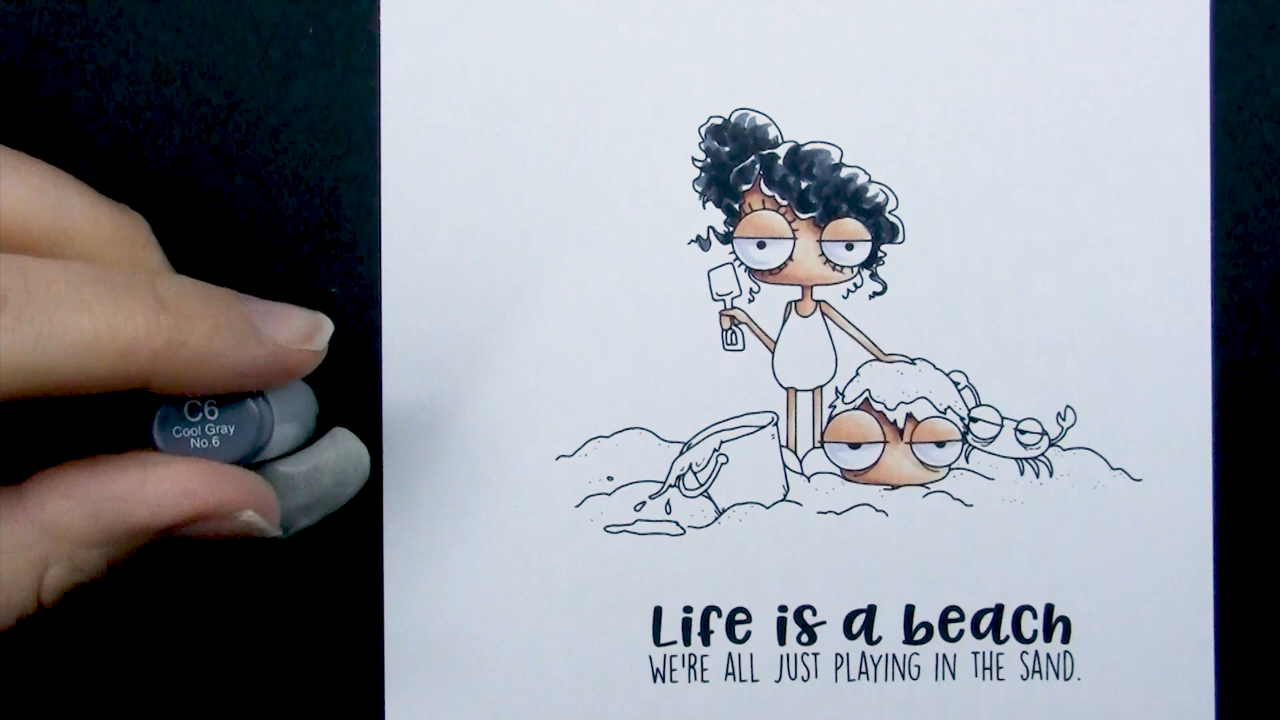 C6
Cool Gray
No.6
Life is a beach
WE'RE ALL JUST PLAYING IN THE SAND.